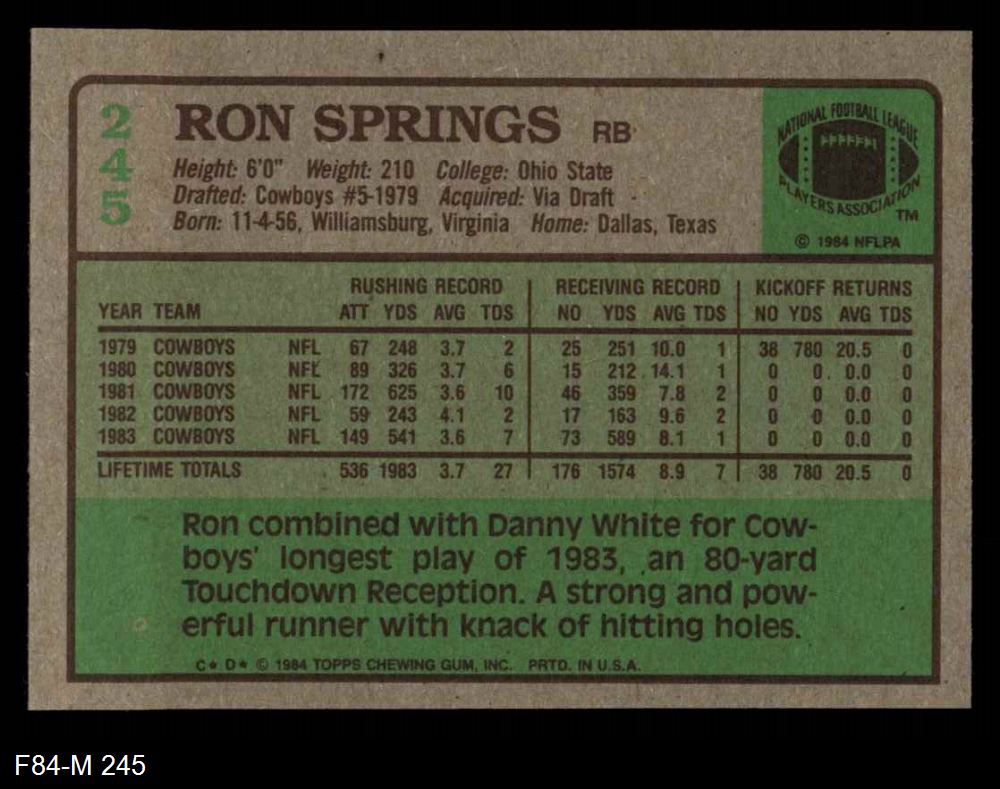 245
RON SPRINGS RB
Height: 6'0" Weight: 210 College: Ohio State
Drafted: Cowboys #5-1979 Acquired: Via Draft
Born: 11-4-56, Williamsburg, Virginia Home: Dallas, Texas
NATIONAL FOOTBALL LEAGUE
PLAYERS ASSOCIATION
TM
© 1984 NFLPA
RUSHING RECORD RECEIVING RECORD KICKOFF RETURNS
YEAR TEAM ATT YDS AVG TDS NO YDS AVG TDS NO YDS AVG TDS
1979 COWBOYS NFL 67 248 3.7 2 25 251 10.0 1 38 780 20.5 0
1980 COWBOYS NFL 89 326 3.7 6 15 212 14.1 1 0 0 0.0 0
1981 COWBOYS NFL 172 625 3.6 10 46 359 7.8 2 0 0 0.0 0
1982 COWBOYS NFL 59 243 4.1 2 17 163 9.6 2 0 0 0.0 0
1983 COWBOYS NFL 149 541 3.6 7 73 589 8.1 1 0 0 0.0 0
LIFETIME TOTALS 536 1983 3.7 27 176 1574 8.9 7 38 780 20.5 0
Ron combined with Danny White for Cow-
boys' longest play of 1983, an 80-yard
Touchdown Reception. A strong and pow-
erful runner with knack of hitting holes.
C* D* © 1984 TOPPS CHEWING GUM, INC. PRTD. IN U.S.A.
F84-M 245